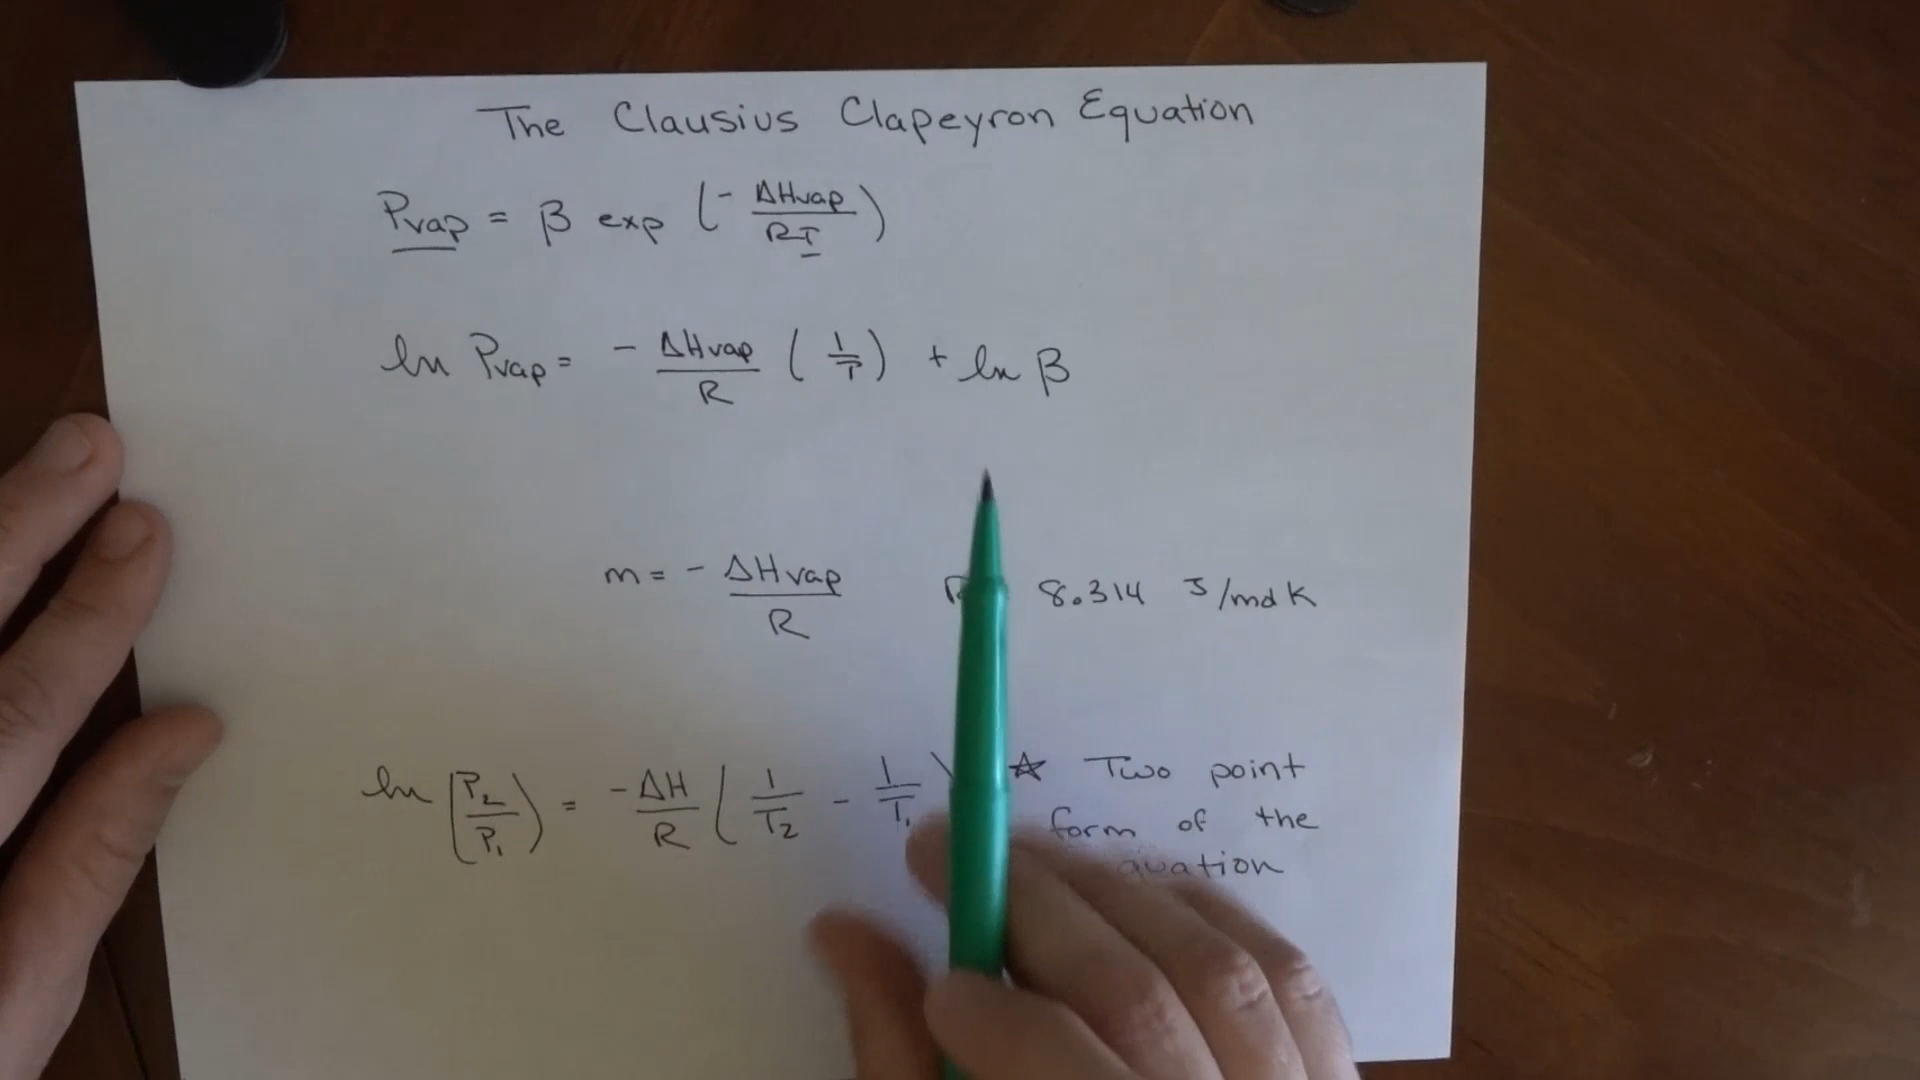 The Clausius Clapeyron Equation
Pvap = β exp (- ΔHvap / RT)
ln Pvap = - ΔHvap / R (1/T) + ln β
m = - ΔHvap / R 8.314 J/mol K
ln (P2/P1) = -ΔH / R (1/T2 - 1/T1) ☆ Two point
form of the